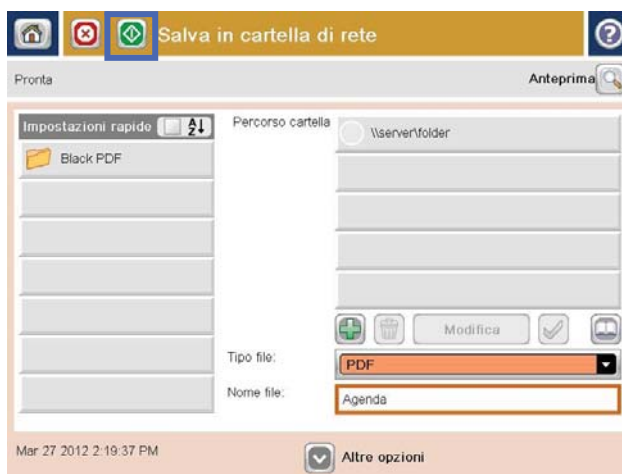 Salva in cartella di rete
Pronta
Anteprima
Impostazioni rapido
Black PDF
Percorso cartella
\\server\folder
Modifica
Tipo file:
PDF
Nome file:
Agenda
Mar 27 2012 2:19:37 PM
Altre opzioni